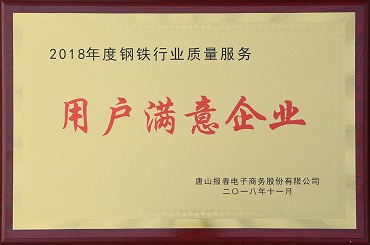 2018年度钢铁行业质量服务
用户满意企业
唐山报春电子商务股份有限公司
二〇一八年十一月